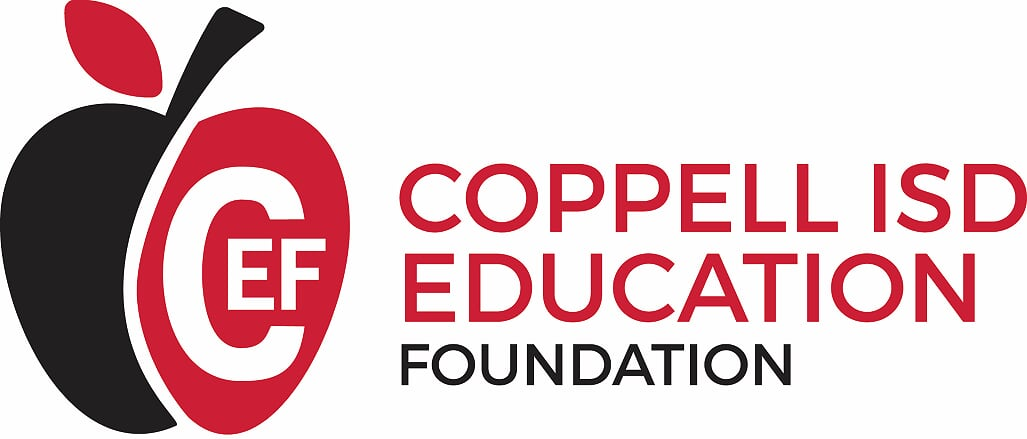 CEF
COPPELL ISD
EDUCATION
FOUNDATION